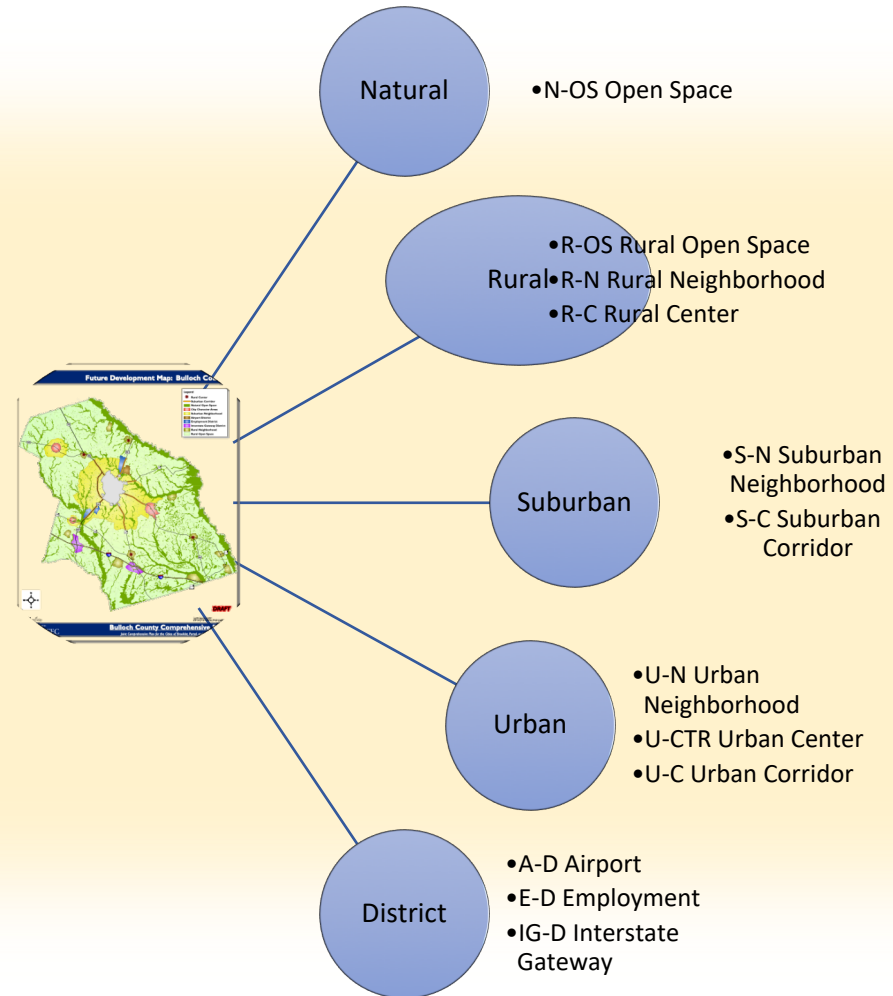 Natural
•N-OS Open Space
Rural
•R-OS Rural Open Space
•R-N Rural Neighborhood
•R-C Rural Center
Future Development Map: Bulloch Co
Suburban
•S-N Suburban
Neighborhood
•S-C Suburban
Corridor
DRAFT
Bulloch County Comprehensive
Urban
•U-N Urban
Neighborhood
•U-CTR Urban Center
•U-C Urban Corridor
District
•A-D Airport
•E-D Employment
•IG-D Interstate
Gateway